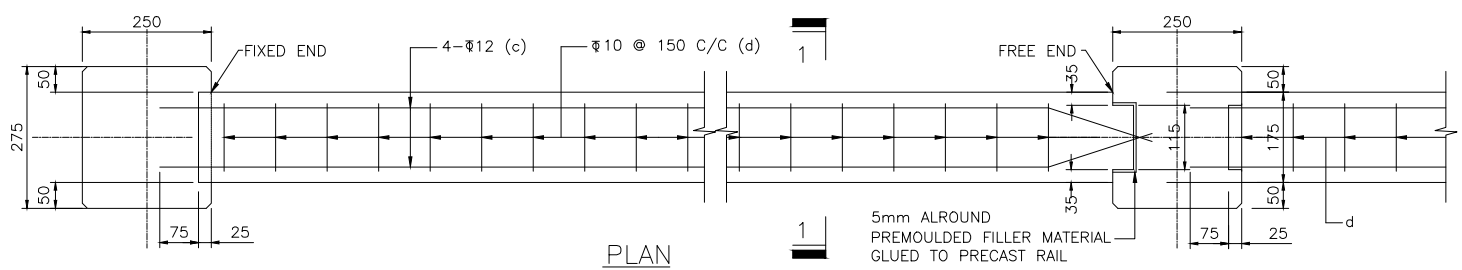 250
250
FIXED END
4-Φ12 (c)
Φ10 @ 150 C/C (d)
1
FREE END
50
35
50
275
115
175
50
35
50
75
25
1
5mm ALROUND
PREMOULDED FILLER MATERIAL
GLUED TO PRECAST RAIL
75
25
d
PLAN